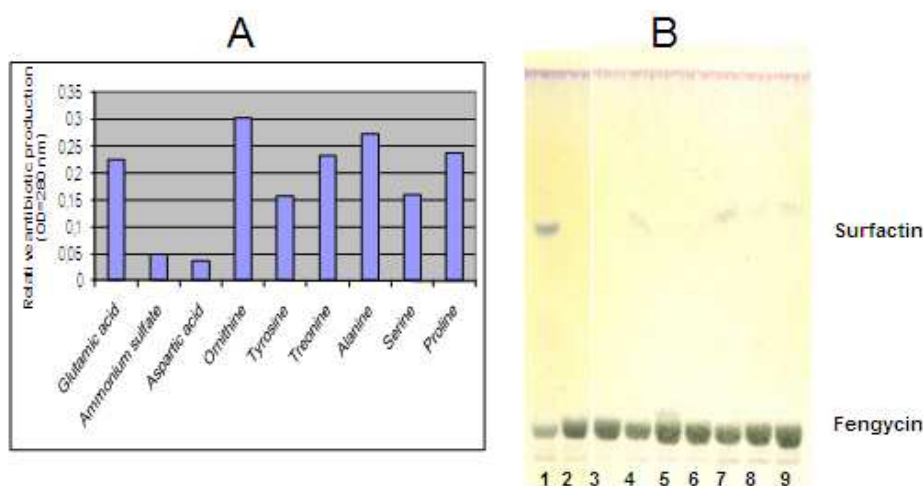 A
B
Relative antibiotic production
(OD=280 nm)
0,35
0,3
0,25
0,2
0,15
0,1
0,05
0
Glutamic acid
Ammonium sulfate
Aspartic acid
Ornithine
Tyrosine
Treonine
Alanine
Serine
Proline
Surfactin
Fengycin
1 2 3 4 5 6 7 8 9